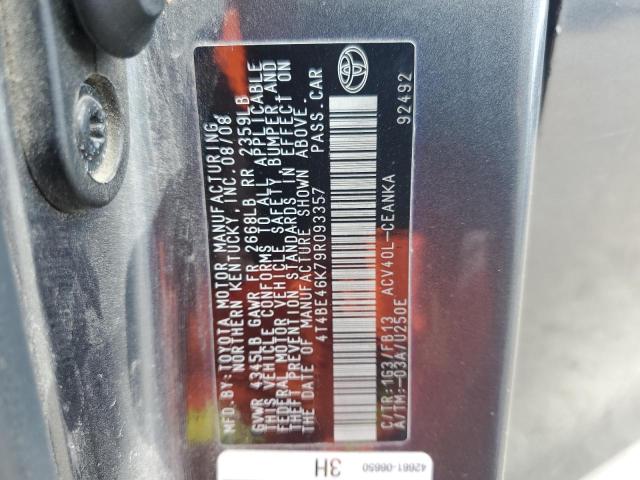 MFD.BY:TOYOTA MOTOR MANUFACTURING,
NORTHERN KENTUCKY, INC. 08/08
GVWR 4345LB GAWR FR 2668LB RR 2359LB
THIS VEHICLE CONFORMS TO ALL APPLICABLE
FEDERAL MOTOR VEHICLE SAFETY, BUMPER AND
THEFT PREVENTION STANDARDS IN EFFECT ON
THE DATE OF MANUFACTURE SHOWN ABOVE.
4T4BE46K79R093357 PASS.CAR
C/TR:1G3/FB13 ACV40L-CEANKA 92492
A/TM:-03A/U250E
3H
42661-06650